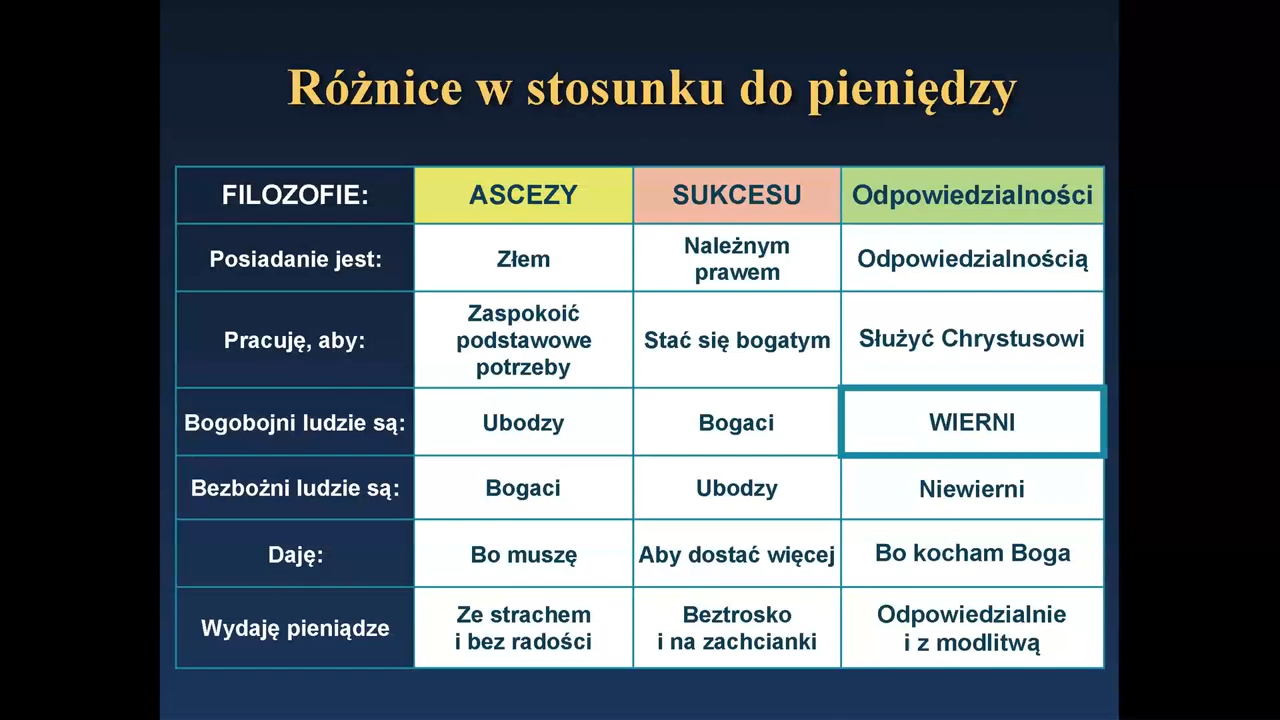 Różnice w stosunku do pieniędzy
FILOZOFIE: ASCEZY SUKCESU Odpowiedzialności
Posiadanie jest: Złem Należnym prawem Odpowiedzialnością
Pracuję, aby: Zaspokoić podstawowe potrzeby Stać się bogatym Służyć Chrystusowi
Bogobojni ludzie są: Ubodzy Bogaci WIERNI
Bezbożni ludzie są: Bogaci Ubodzy Niewierni
Daję: Bo muszę Aby dostać więcej Bo kocham Boga
Wydaję pieniądze Ze strachem i bez radości Beztrosko i na zachcianki Odpowiedzialnie i z modlitwą